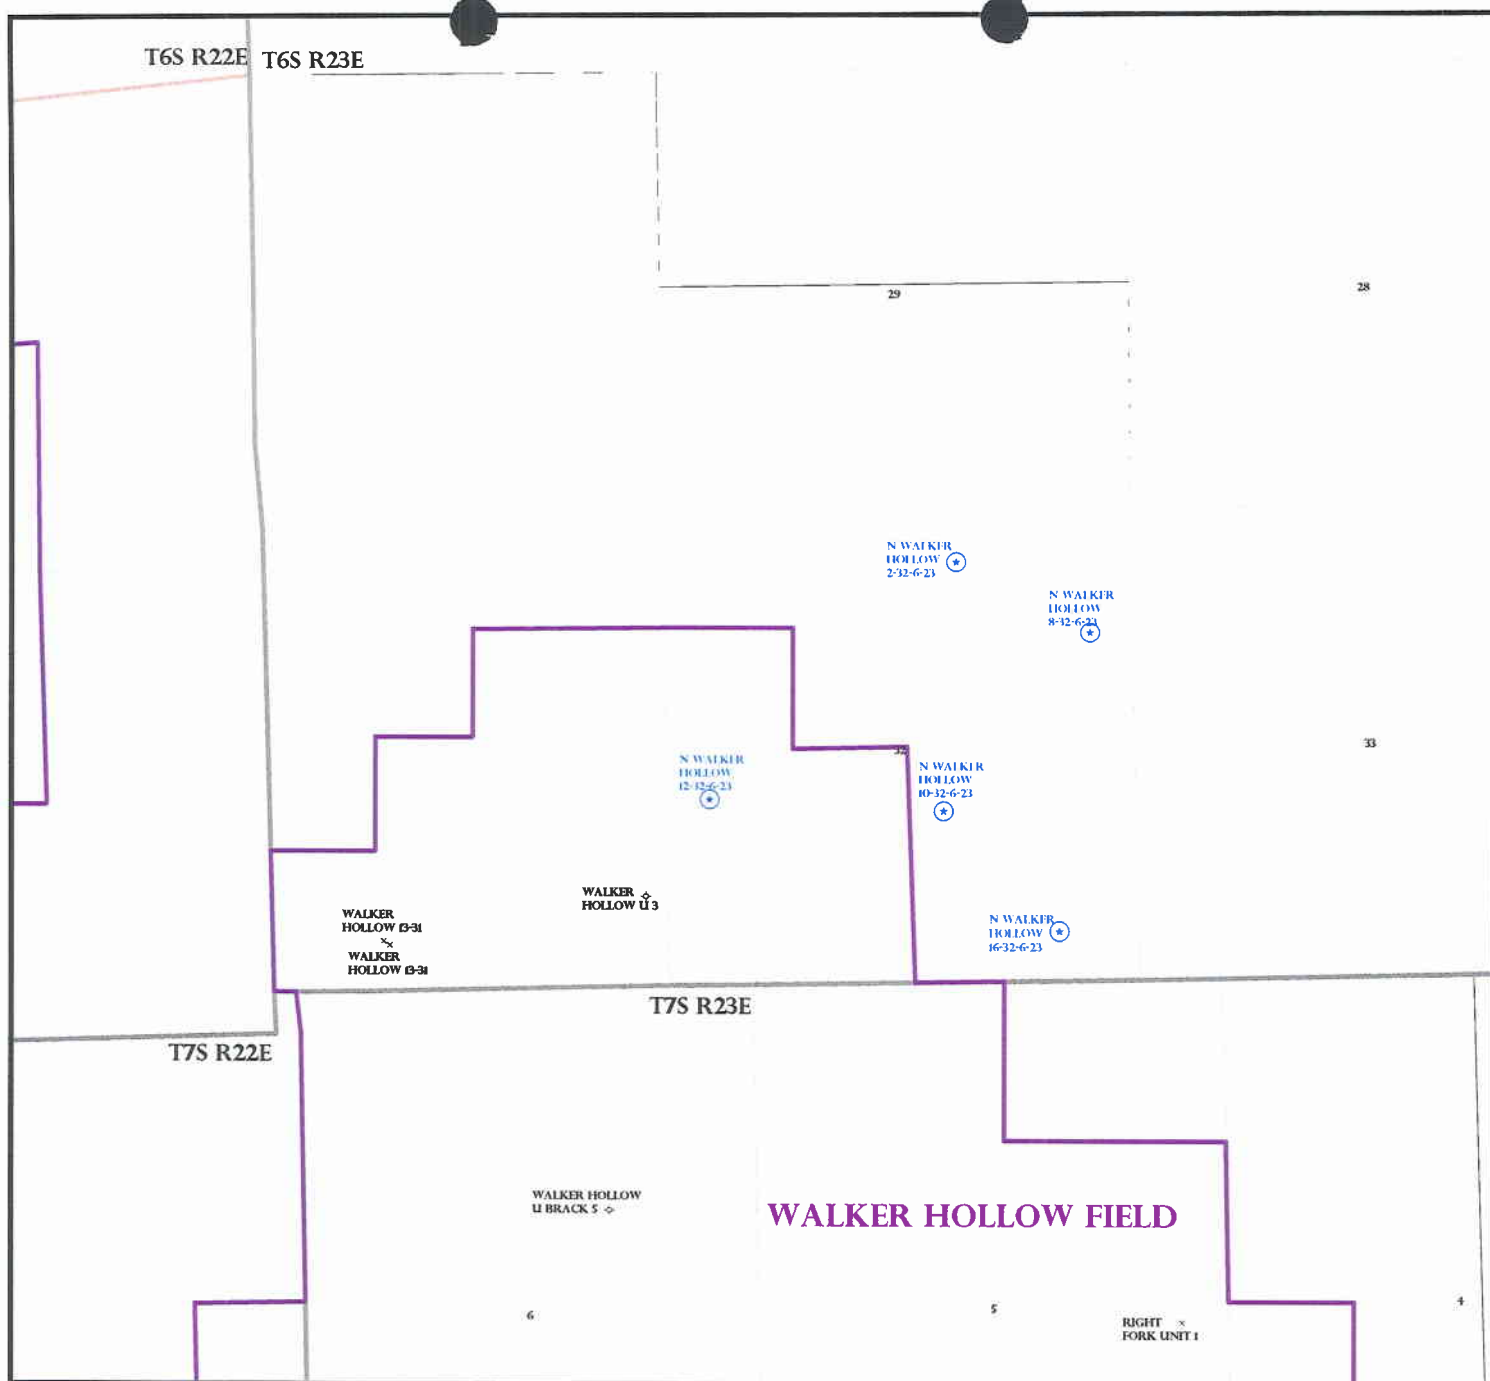 T6S R22E T6S R23E
29
28
N WALKER
HOLLOW
2-32-6-23
N WALKER
HOLLOW
8-32-6-23
32
33
N WALKER
HOLLOW
12-32-6-23
N WALKER
HOLLOW
10-32-6-23
WALKER
HOLLOW U 3
WALKER
HOLLOW 13-31
WALKER
HOLLOW 13-31
N WALKER
HOLLOW
16-32-6-23
T7S R23E
T7S R22E
WALKER HOLLOW
U BRACK 5
WALKER HOLLOW FIELD
6
5
4
RIGHT
FORK UNIT 1